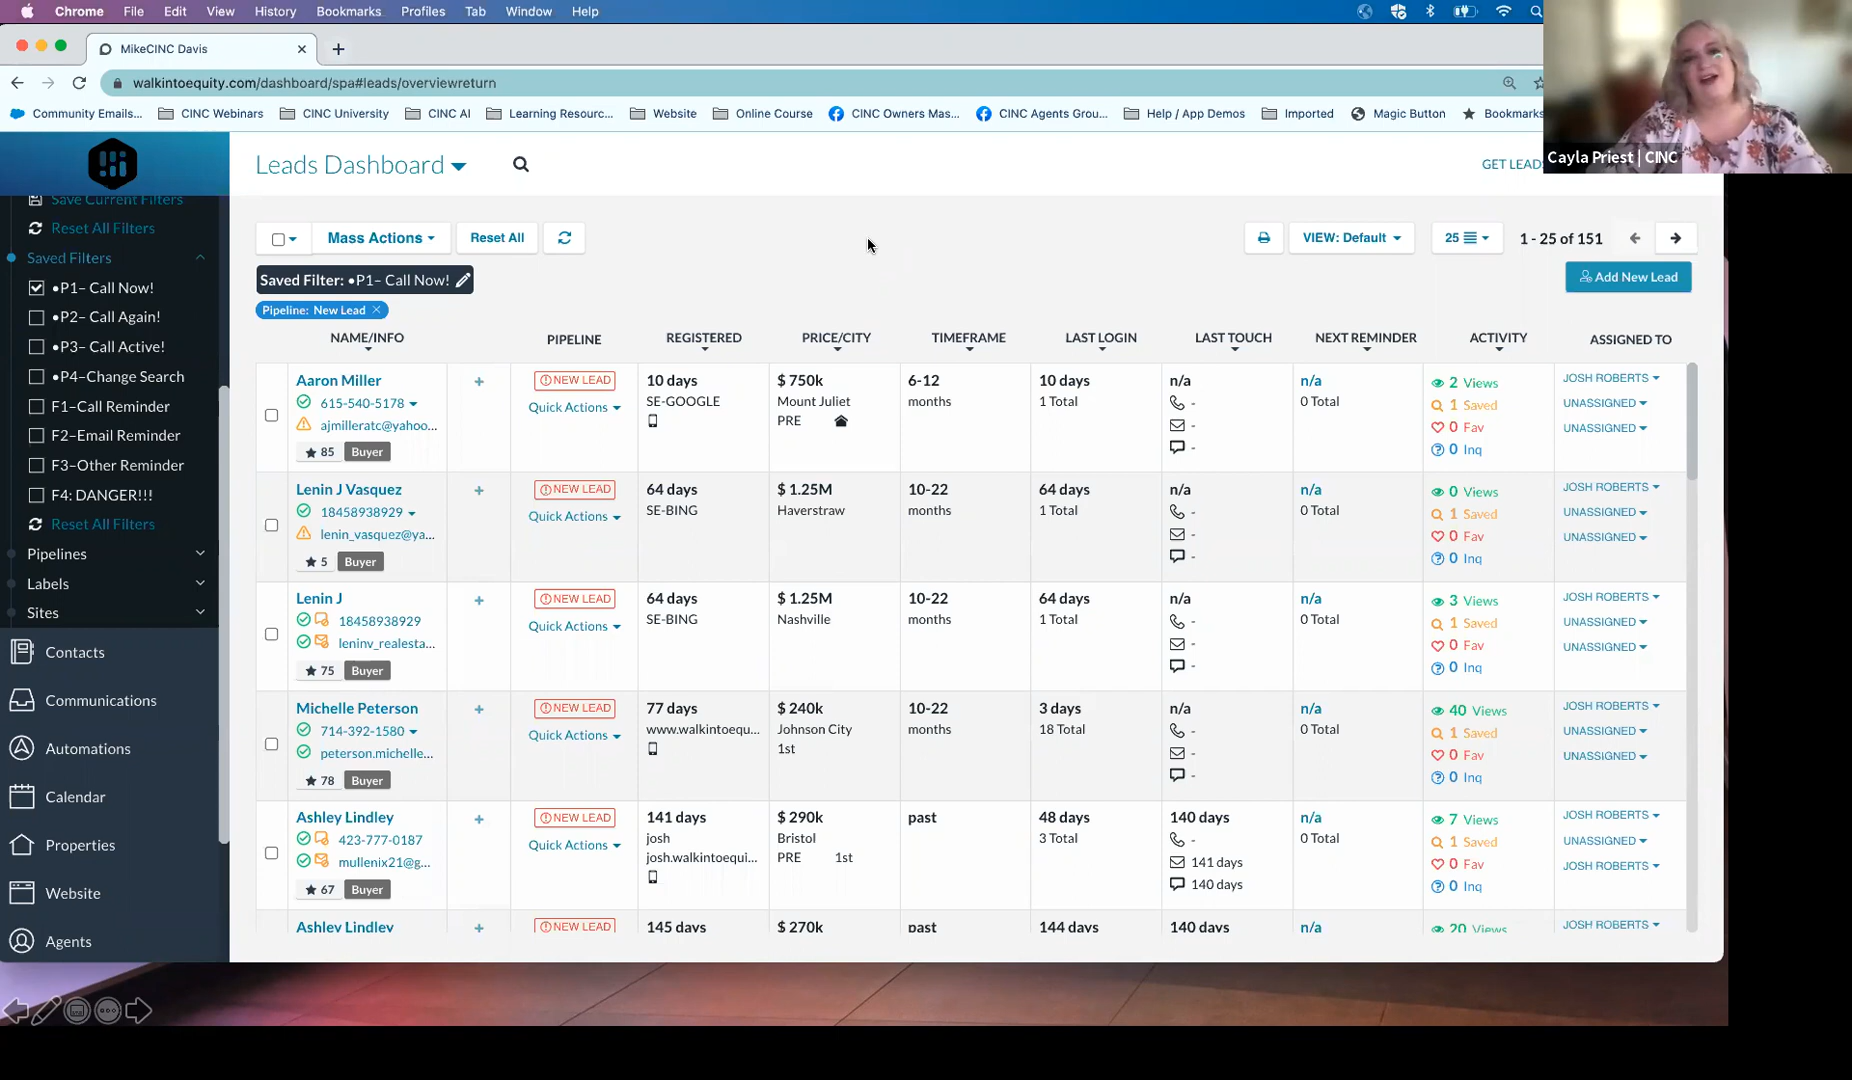 Chrome File Edit View History Bookmarks Profiles Tab Window Help
MikeCINC Davis
walkintoequity.com/dashboard/spa#leads/overviewreturn
Community Emails... CINC Webinars CINC University CINC AI Learning Resourc... Website Online Course CINC Owners Mas... CINC Agents Grou... Help / App Demos Imported Magic Button Bookmarks
Cayla Priest | CINC
Leads Dashboard
Save Current Filters
Reset All Filters
Saved Filters
•P1– Call Now!
•P2– Call Again!
•P3– Call Active!
•P4–Change Search
F1–Call Reminder
F2–Email Reminder
F3–Other Reminder
F4: DANGER!!!
Reset All Filters
Pipelines
Labels
Sites
Contacts
Communications
Automations
Calendar
Properties
Website
Agents
Mass Actions Reset All VIEW: Default 25 1 - 25 of 151
Saved Filter: •P1– Call Now!
Add New Lead
Pipeline: New Lead
NAME/INFO PIPELINE REGISTERED PRICE/CITY TIMEFRAME LAST LOGIN LAST TOUCH NEXT REMINDER ACTIVITY ASSIGNED TO
Aaron Miller NEW LEAD 10 days $ 750k 6-12 10 days n/a n/a 2 Views JOSH ROBERTS
615-540-5178 Quick Actions SE-GOOGLE Mount Juliet months 1 Total - 0 Total 1 Saved UNASSIGNED
ajmilleratc@yahoo... PRE - 0 Fav UNASSIGNED
85 Buyer - 0 Inq
Lenin J Vasquez NEW LEAD 64 days $ 1.25M 10-22 64 days n/a n/a 0 Views JOSH ROBERTS
18458938929 Quick Actions SE-BING Haverstraw months 1 Total - 0 Total 1 Saved UNASSIGNED
lenin_vasquez@ya... - 0 Fav UNASSIGNED
5 Buyer - 0 Inq
Lenin J NEW LEAD 64 days $ 1.25M 10-22 64 days n/a n/a 3 Views JOSH ROBERTS
18458938929 Quick Actions SE-BING Nashville months 1 Total - 0 Total 1 Saved UNASSIGNED
leninv_realesta... - 0 Fav UNASSIGNED
75 Buyer - 0 Inq
Michelle Peterson NEW LEAD 77 days $ 240k 10-22 3 days n/a n/a 40 Views JOSH ROBERTS
714-392-1580 Quick Actions www.walkintoequ... Johnson City months 18 Total - 0 Total 1 Saved UNASSIGNED
peterson.michelle... 1st - 0 Fav UNASSIGNED
78 Buyer - 0 Inq
Ashley Lindley NEW LEAD 141 days $ 290k past 48 days 140 days n/a 7 Views JOSH ROBERTS
423-777-0187 Quick Actions josh Bristol 3 Total - 0 Total 1 Saved UNASSIGNED
mullenix21@g... josh.walkintoequi... PRE 1st 141 days 0 Fav JOSH ROBERTS
67 Buyer 140 days 0 Inq
Ashley Lindley NEW LEAD 145 days $ 270k past 144 days 140 days n/a 20 Views JOSH ROBERTS